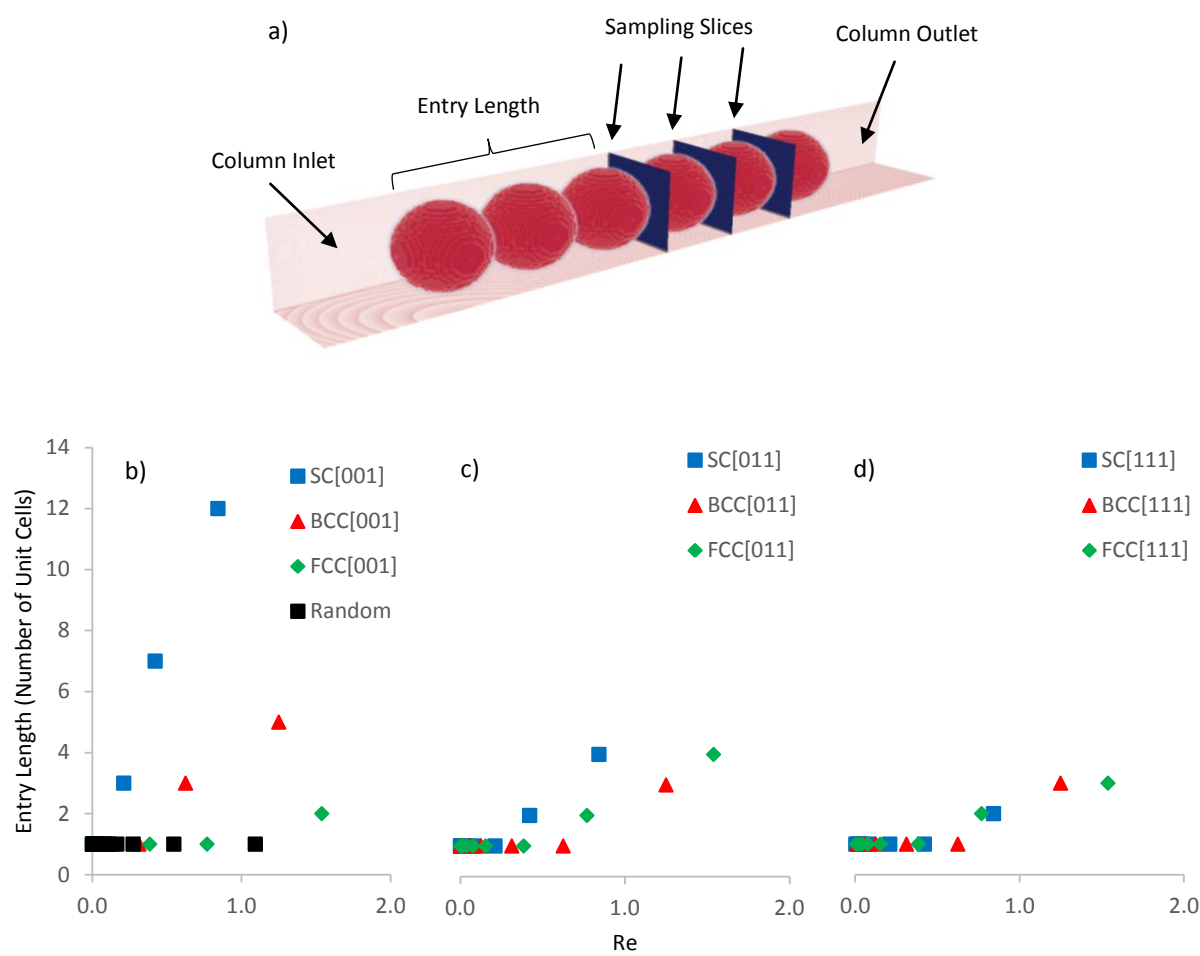 a)
Sampling Slices
Column Outlet
Entry Length
Column Inlet
Entry Length (Number of Unit Cells)
14
12
10
8
6
4
2
0
b)
SC[001]
BCC[001]
FCC[001]
Random
0.0
1.0
2.0
c)
SC[011]
BCC[011]
FCC[011]
0.0
1.0
2.0
d)
SC[111]
BCC[111]
FCC[111]
0.0
1.0
2.0
Re